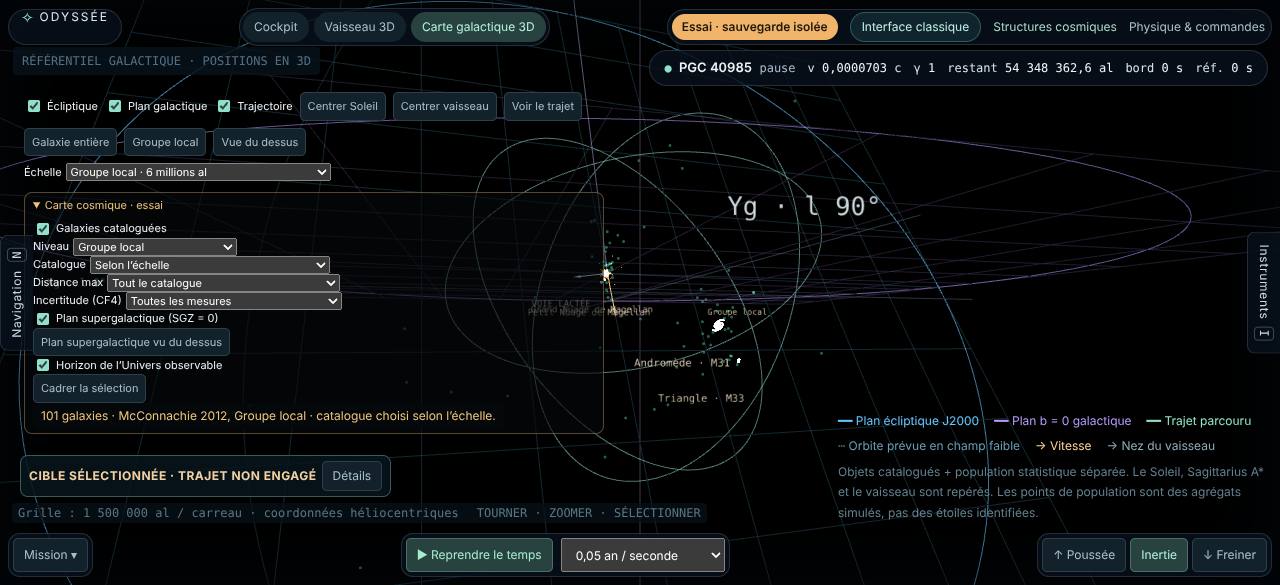 ✧ ODYSSÉE
Cockpit Vaisseau 3D Carte galactique 3D
Essai · sauvegarde isolée Interface classique Structures cosmiques Physique & commandes
RÉFÉRENTIEL GALACTIQUE · POSITIONS EN 3D
PGC 40985 pause v 0,0000703 c γ 1 restant 54 348 362,6 al bord 0 s réf. 0 s
Écliptique Plan galactique Trajectoire Centrer Soleil Centrer vaisseau Voir le trajet
Galaxie entière Groupe local Vue du dessus
Échelle Groupe local · 6 millions al
▼ Carte cosmique · essai
Galaxies cataloguées
Niveau Groupe local
Catalogue Selon l’échelle
Distance max Tout le catalogue
Incertitude (CF4) Toutes les mesures
Plan supergalactique (SGZ = 0)
Plan supergalactique vu du dessus
Horizon de l’Univers observable
Cadrer la sélection
101 galaxies · McConnachie 2012, Groupe local · catalogue choisi selon l’échelle.
Navigation N
Instruments I
Yg · l 90°
VOIE LACTÉE
Petit Nuage de Magellan
Groupe local
Andromède · M31
Triangle · M33
Plan écliptique J2000 Plan b = 0 galactique Trajet parcouru
Orbite prévue en champ faible → Vitesse → Nez du vaisseau
Objets catalogués + population statistique séparée. Le Soleil, Sagittarius A*
et le vaisseau sont repérés. Les points de population sont des agrégats
simulés, pas des étoiles identifiées.
CIBLE SÉLECTIONNÉE · TRAJET NON ENGAGÉ Détails
Grille : 1 500 000 al / carreau · coordonnées héliocentriques TOURNER · ZOOMER · SÉLECTIONNER
Mission ▾
▶ Reprendre le temps 0,05 an / seconde
↑ Poussée Inertie ↓ Freiner